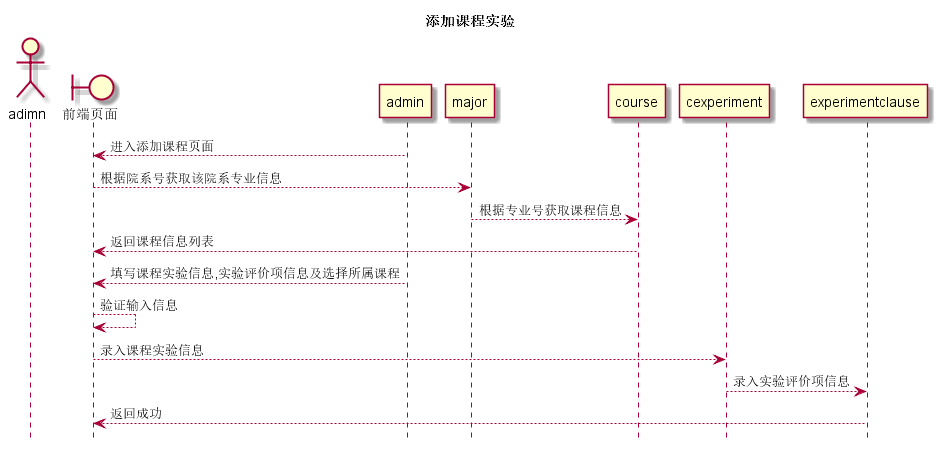 添加课程实验
adimn
前端页面
admin
major
course
cexperiment
experimentclause
进入添加课程页面
根据院系号获取该院系专业信息
根据专业号获取课程信息
返回课程信息列表
填写课程实验信息,实验评价项信息及选择所属课程
验证输入信息
录入课程实验信息
录入实验评价项信息
返回成功